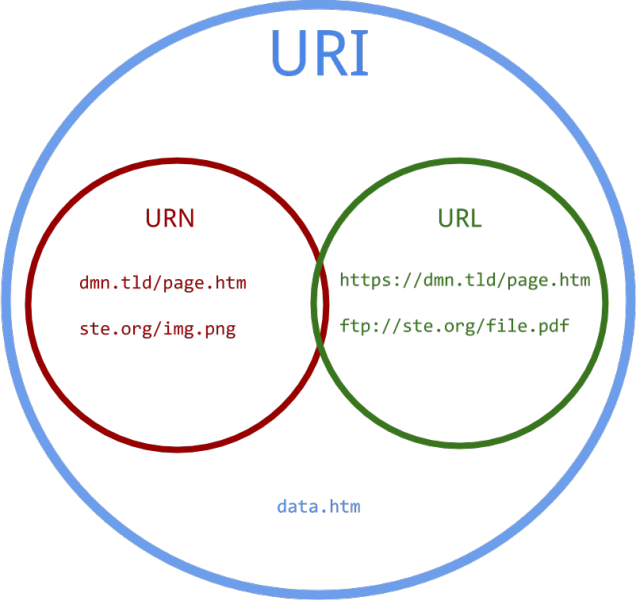 URI
URN
dmn.tld/page.htm
ste.org/img.png
URL
https://dmn.tld/page.htm
ftp://ste.org/file.pdf
data.htm